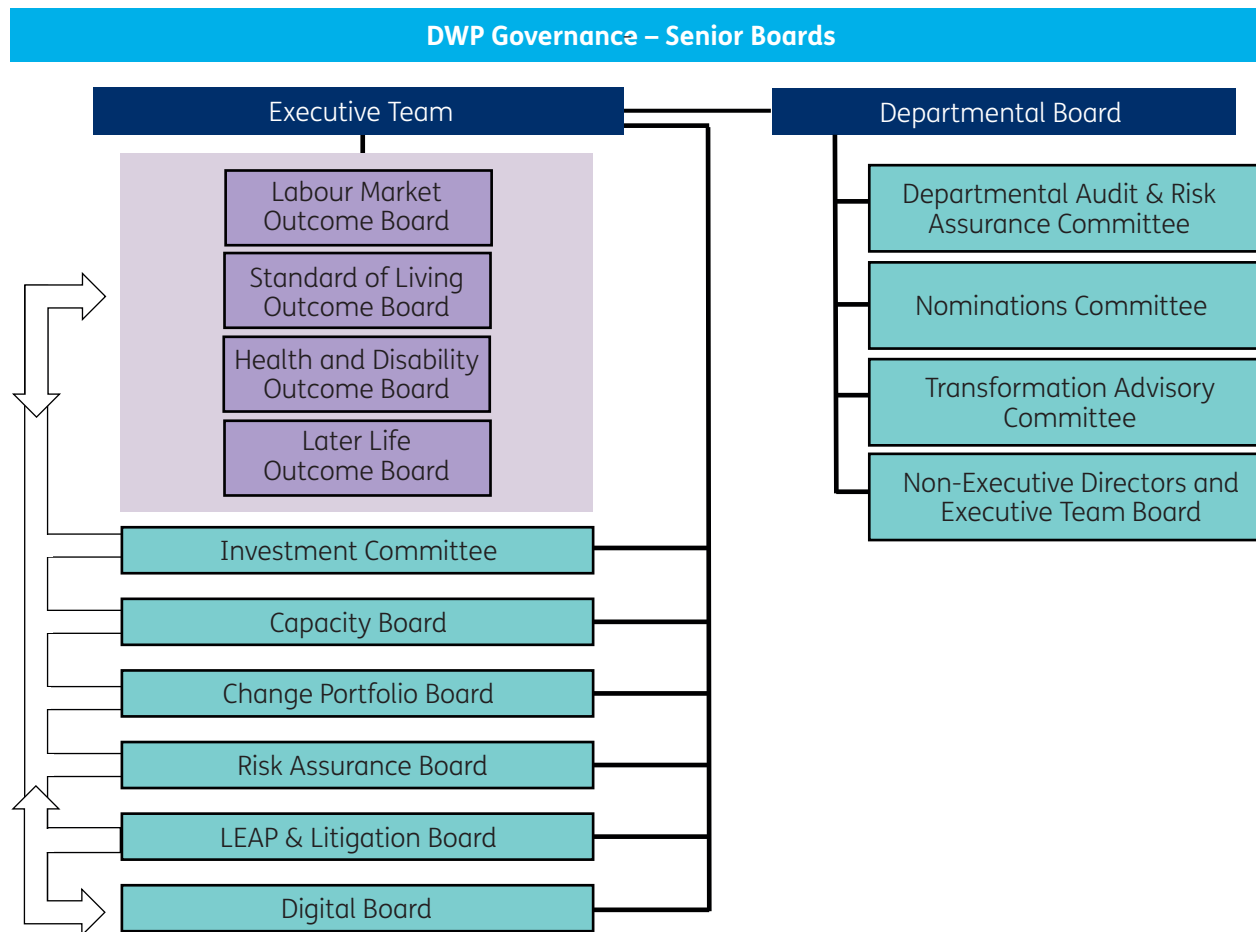 DWP Governance – Senior Boards
Executive Team
Departmental Board
Labour Market
Outcome Board
Standard of Living
Outcome Board
Health and Disability
Outcome Board
Later Life
Outcome Board
Investment Committee
Capacity Board
Change Portfolio Board
Risk Assurance Board
LEAP & Litigation Board
Digital Board
Departmental Audit & Risk
Assurance Committee
Nominations Committee
Transformation Advisory
Committee
Non-Executive Directors and
Executive Team Board